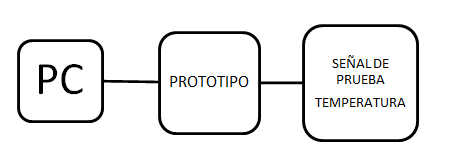 PC
PROTOTIPO
SEÑAL DE
PRUEBA
TEMPERATURA